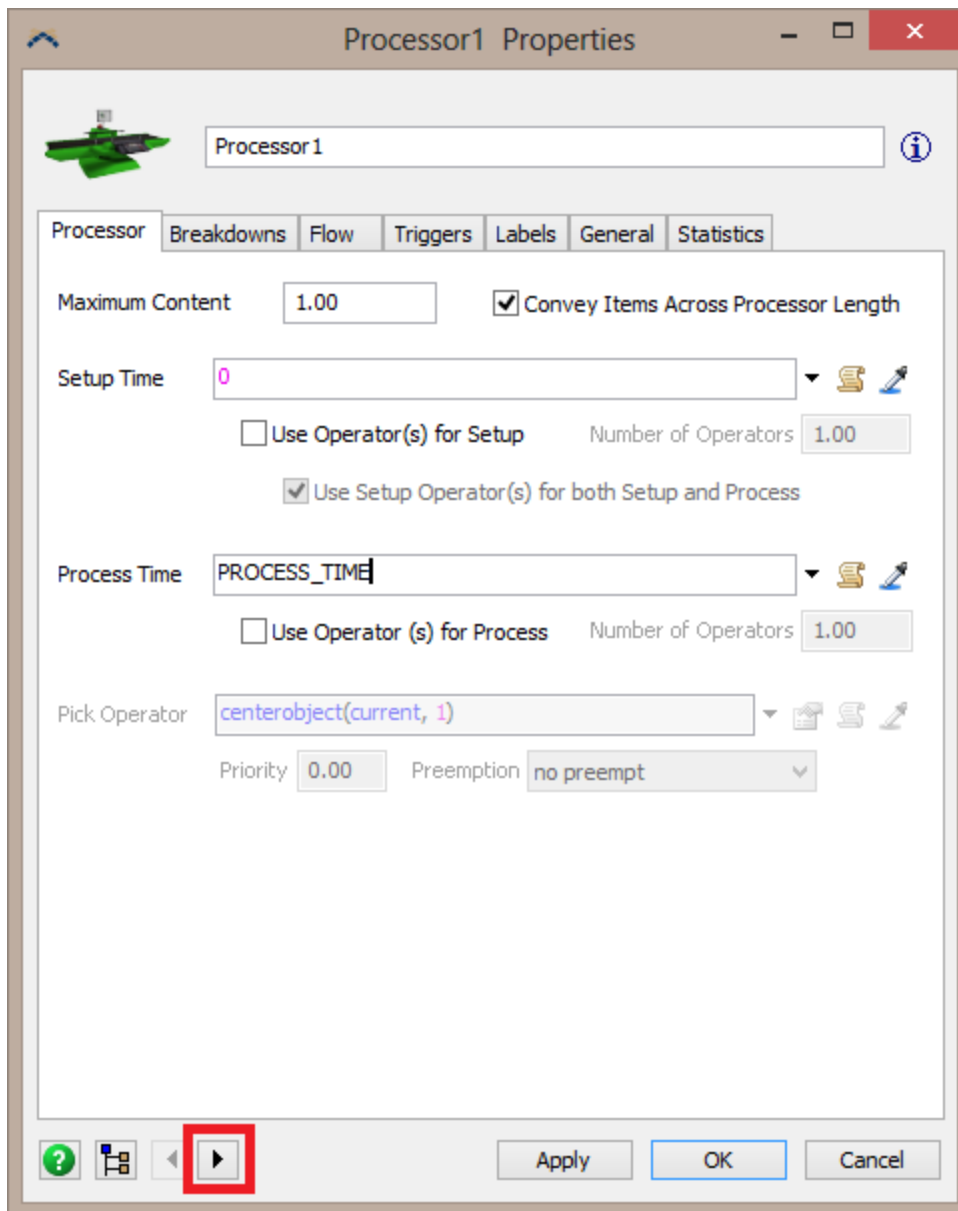 Processor1 Properties
Processor1
Processor Breakdowns Flow Triggers Labels General Statistics
Maximum Content 1.00 Convey Items Across Processor Length
Setup Time 0
Use Operator(s) for Setup Number of Operators 1.00
Use Setup Operator(s) for both Setup and Process
Process Time PROCESS_TIME
Use Operator (s) for Process Number of Operators 1.00
Pick Operator centerobject(current, 1)
Priority 0.00 Preemption no preempt
Apply OK Cancel